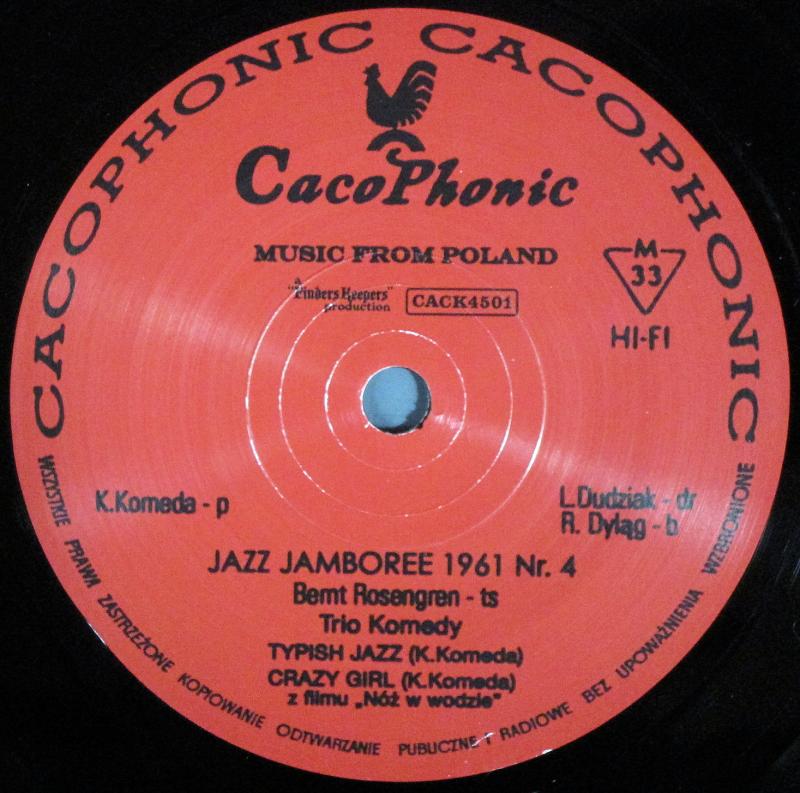 CACOPHONIC CACOPHONIC
CacoPhonic
MUSIC FROM POLAND
a
"Finders Keepers"
production
CACK4501
M
33
HI-FI
K.Komeda - p
L.Dudziak - dr
R. Dyląg - b
JAZZ JAMBOREE 1961 Nr. 4
Bernt Rosengren - ts
Trio Komedy
TYPISH JAZZ (K.Komeda)
CRAZY GIRL (K.Komeda)
z filmu „Nóż w wodzie"
WSZYSTKIE PRAWA ZASTRZEŻONE KOPIOWANIE ODTWARZANIE PUBLICZNE I RADIOWE BEZ UPOWAŻNIENIA WZBRONIONE